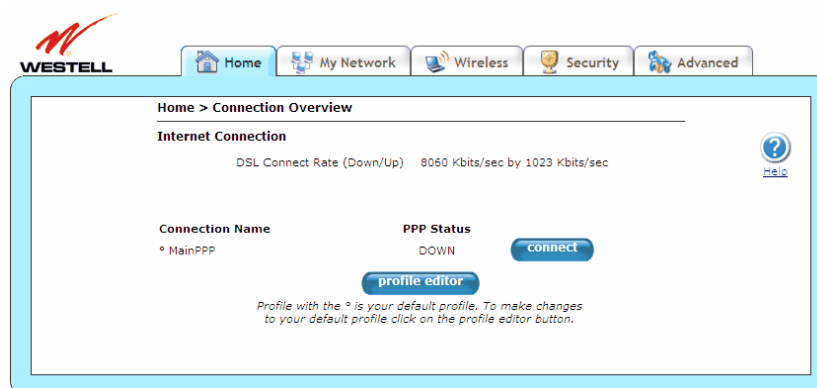 WESTELL
Home
My Network
Wireless
Security
Advanced
Home > Connection Overview
Internet Connection
DSL Connect Rate (Down/Up) 8060 Kbits/sec by 1023 Kbits/sec
?
Help
Connection Name PPP Status
° MainPPP DOWN connect
profile editor
Profile with the ° is your default profile. To make changes
to your default profile click on the profile editor button.